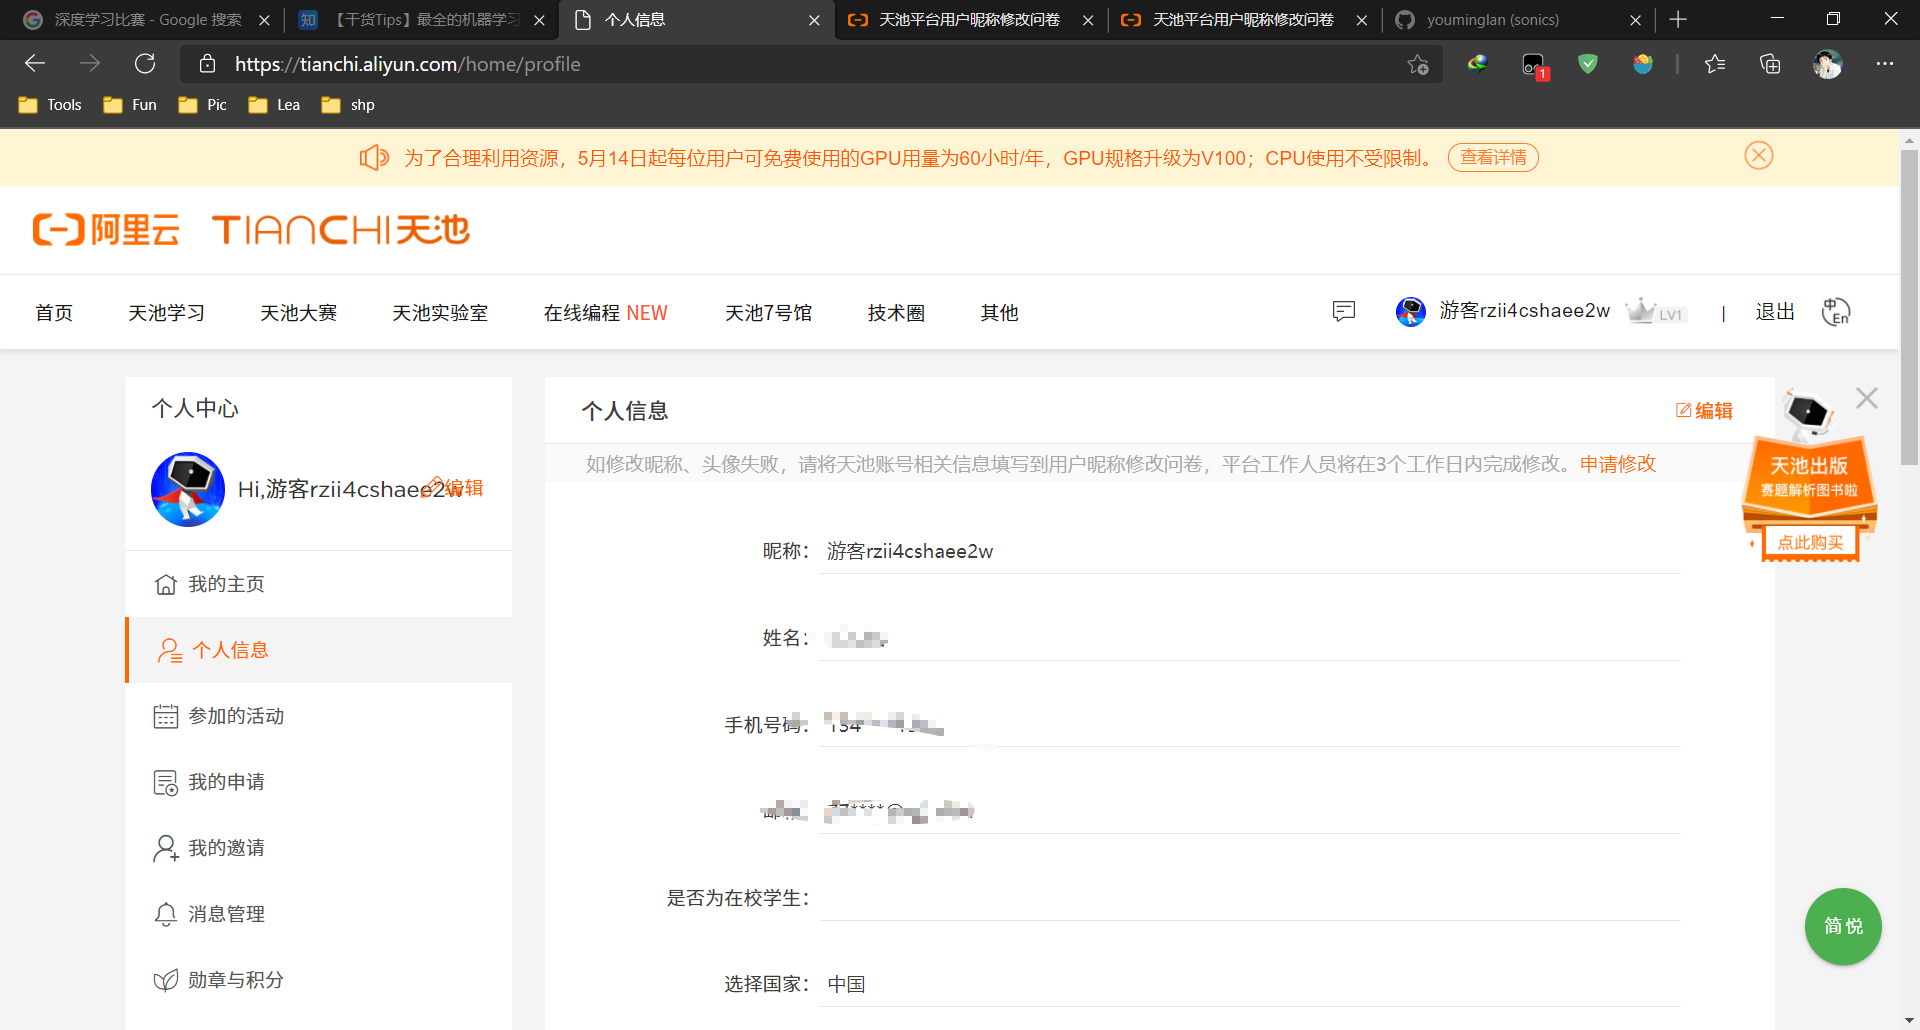 深度学习比赛 - Google 搜索
知 【干货Tips】最全的机器学习
个人信息
天池平台用户昵称修改问卷
天池平台用户昵称修改问卷
youminglan (sonics)
https://tianchi.aliyun.com/home/profile
1
Tools Fun Pic Lea shp
为了合理利用资源，5月14日起每位用户可免费使用的GPU用量为60小时/年，GPU规格升级为V100；CPU使用不受限制。 查看详情
阿里云 TIANCHI天池
首页 天池学习 天池大赛 天池实验室 在线编程 NEW 天池7号馆 技术圈 其他 游客rzii4cshaee2w LV1 | 退出 中 En
个人中心
Hi,游客rzii4cshaee2w 编辑
我的主页
个人信息
参加的活动
我的申请
我的邀请
消息管理
勋章与积分
个人信息 编辑
如修改昵称、头像失败，请将天池账号相关信息填写到用户昵称修改问卷，平台工作人员将在3个工作日内完成修改。申请修改
昵称： 游客rzii4cshaee2w
姓名：
手机号码：
是否为在校学生：
选择国家： 中国
天池出版
赛题解析图书啦
点此购买
简悦